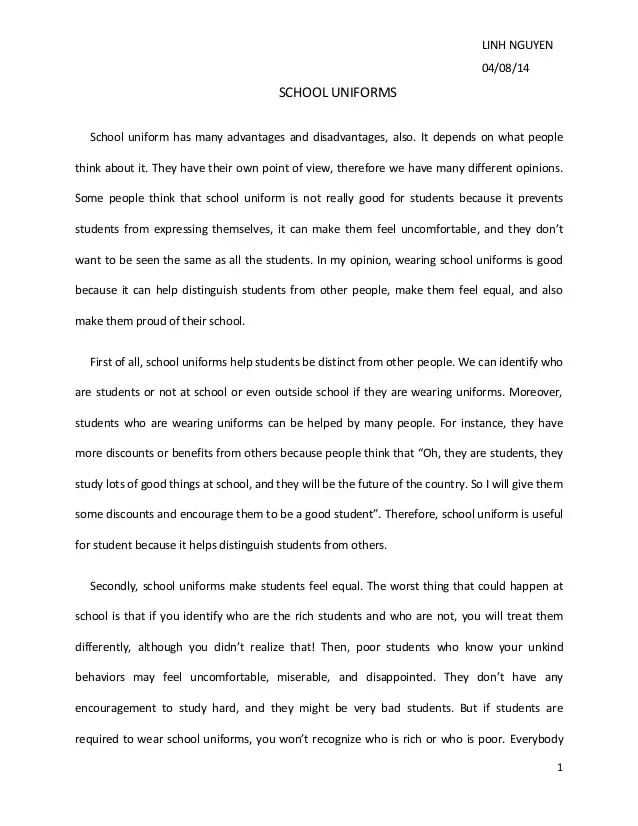 LINH NGUYEN
04/08/14
SCHOOL UNIFORMS
School uniform has many advantages and disadvantages, also. It depends on what people
think about it. They have their own point of view, therefore we have many different opinions.
Some people think that school uniform is not really good for students because it prevents
students from expressing themselves, it can make them feel uncomfortable, and they don’t
want to be seen the same as all the students. In my opinion, wearing school uniforms is good
because it can help distinguish students from other people, make them feel equal, and also
make them proud of their school.
First of all, school uniforms help students be distinct from other people. We can identify who
are students or not at school or even outside school if they are wearing uniforms. Moreover,
students who are wearing uniforms can be helped by many people. For instance, they have
more discounts or benefits from others because people think that “Oh, they are students, they
study lots of good things at school, and they will be the future of the country. So I will give them
some discounts and encourage them to be a good student”. Therefore, school uniform is useful
for student because it helps distinguish students from others.
Secondly, school uniforms make students feel equal. The worst thing that could happen at
school is that if you identify who are the rich students and who are not, you will treat them
differently, although you didn’t realize that! Then, poor students who know your unkind
behaviors may feel uncomfortable, miserable, and disappointed. They don’t have any
encouragement to study hard, and they might be very bad students. But if students are
required to wear school uniforms, you won’t recognize who is rich or who is poor. Everybody
1